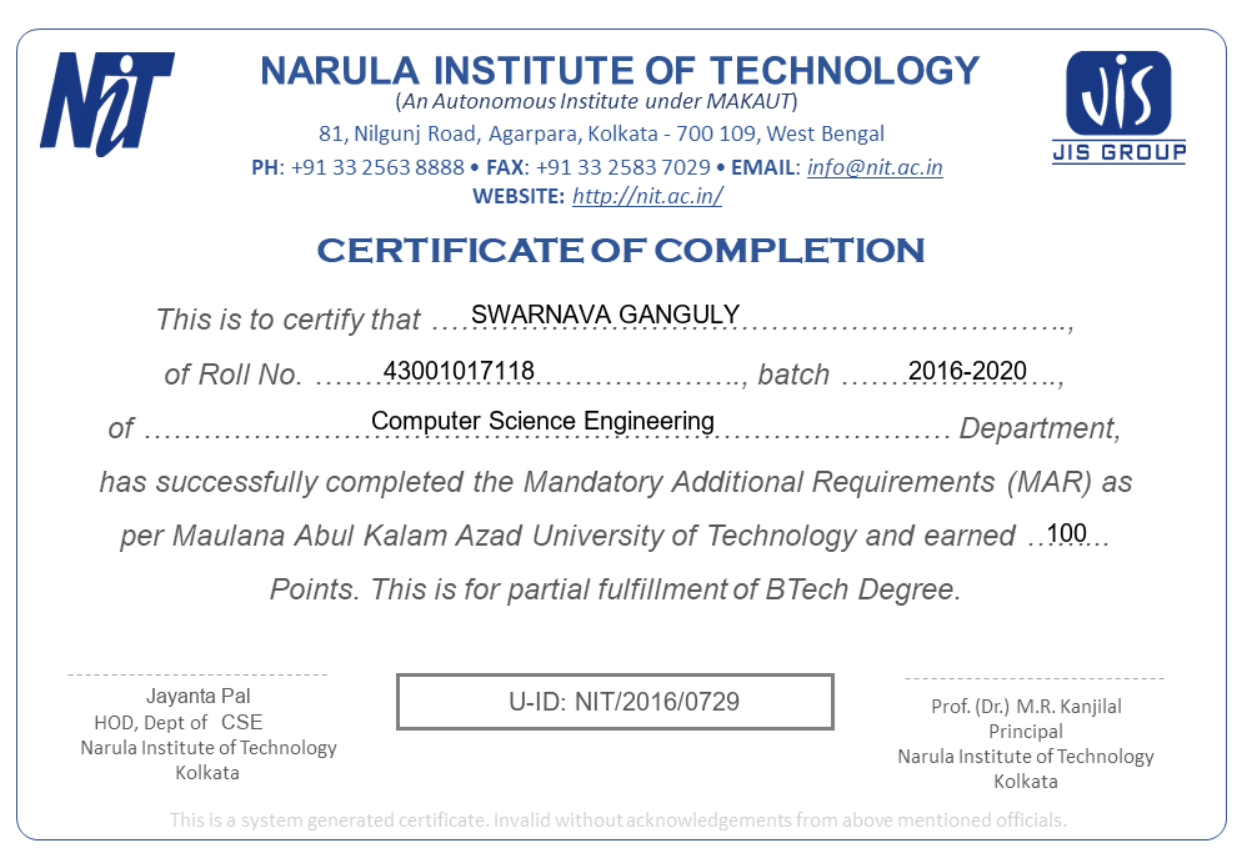 NiT
NARULA INSTITUTE OF TECHNOLOGY
(An Autonomous Institute under MAKAUT)
81, Nilgunj Road, Agarpara, Kolkata - 700 109, West Bengal
PH: +91 33 2563 8888 • FAX: +91 33 2583 7029 • EMAIL: info@nit.ac.in
WEBSITE: http://nit.ac.in/
JIS
JIS GROUP
CERTIFICATE OF COMPLETION
This is to certify that .... SWARNAVA GANGULY ....,
of Roll No. ....... 43001017118 ......................, batch ....... 2016-2020 ....,
of ....................... Computer Science Engineering ....................... Department,
has successfully completed the Mandatory Additional Requirements (MAR) as
per Maulana Abul Kalam Azad University of Technology and earned ..100...
Points. This is for partial fulfillment of BTech Degree.
Jayanta Pal
HOD, Dept of CSE
Narula Institute of Technology
Kolkata
U-ID: NIT/2016/0729
Prof. (Dr.) M.R. Kanjilal
Principal
Narula Institute of Technology
Kolkata
This is a system generated certificate. Invalid without acknowledgements from above mentioned officials.